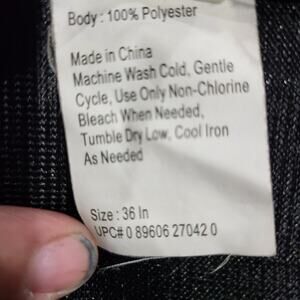 Body : 100% Polyester
Made in China
Machine Wash Cold, Gentle
Cycle, Use Only Non-Chlorine
Bleach When Needed,
Tumble Dry Low, Cool Iron
As Needed
Size : 36 In
UPC# 0 89606 27042 0